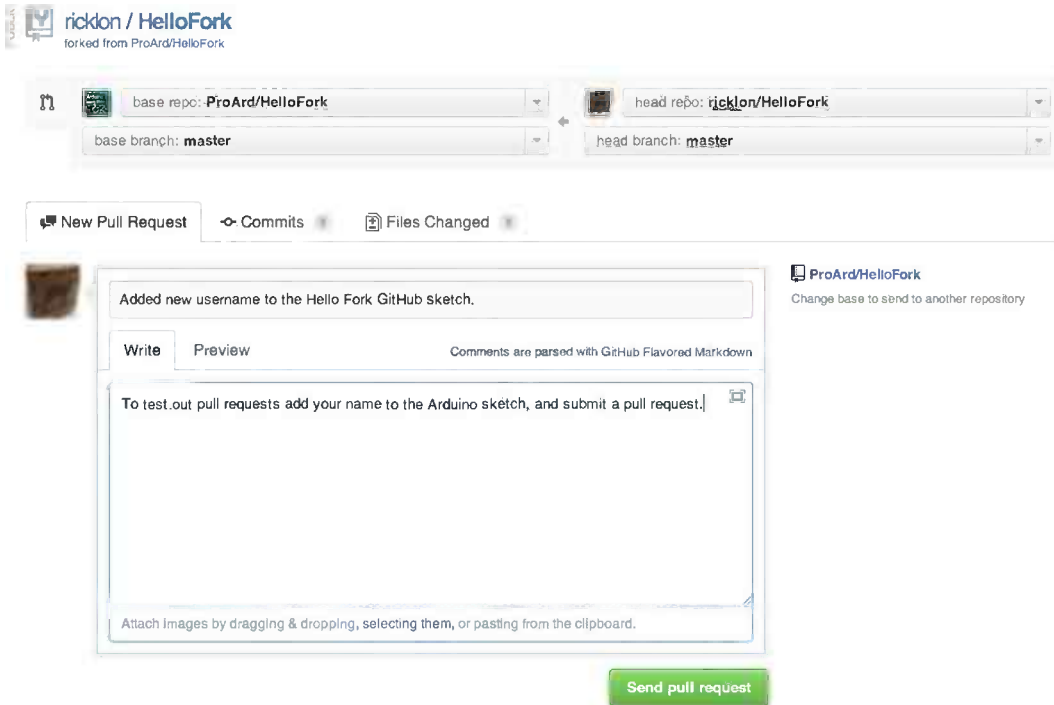 ricklon / HelloFork
forked from ProArd/HelloFork
base repo: ProArd/HelloFork
head repo: ricklon/HelloFork
base branch: master
head branch: master
New Pull Request
Commits
Files Changed
Added new username to the Hello Fork GitHub sketch.
ProArd/HelloFork
Change base to send to another repository
Write
Preview
Comments are parsed with GitHub Flavored Markdown
To test out pull requests add your name to the Arduino sketch, and submit a pull request.
Attach images by dragging & dropping, selecting them, or pasting from the clipboard.
Send pull request